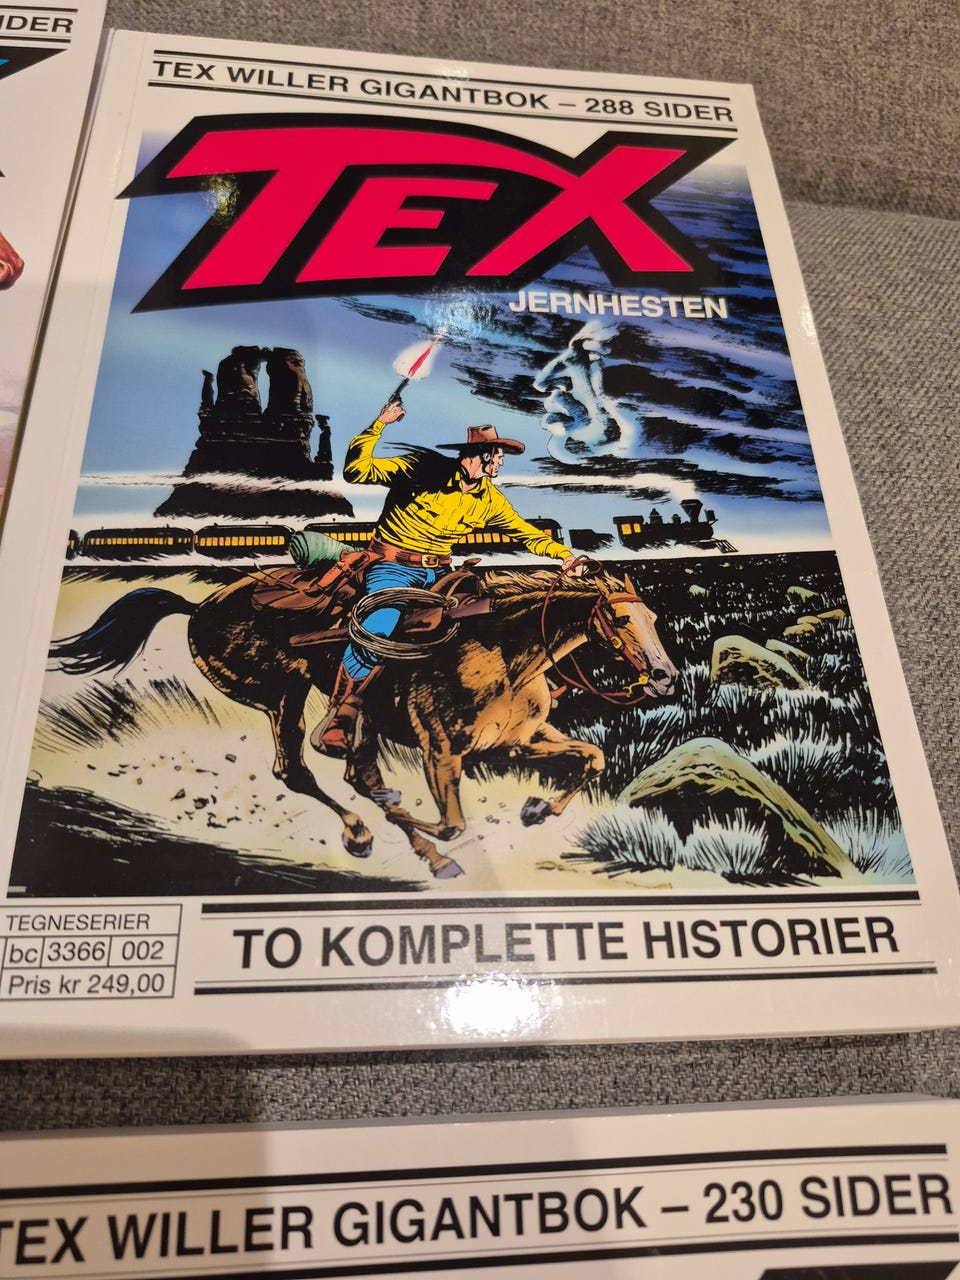 IDER
TEX WILLER GIGANTBOK – 288 SIDER
TEX
JERNHESTEN
TEGNESERIER
bc 3366 002
Pris kr 249,00
TO KOMPLETTE HISTORIER
TEX WILLER GIGANTBOK – 230 SIDER